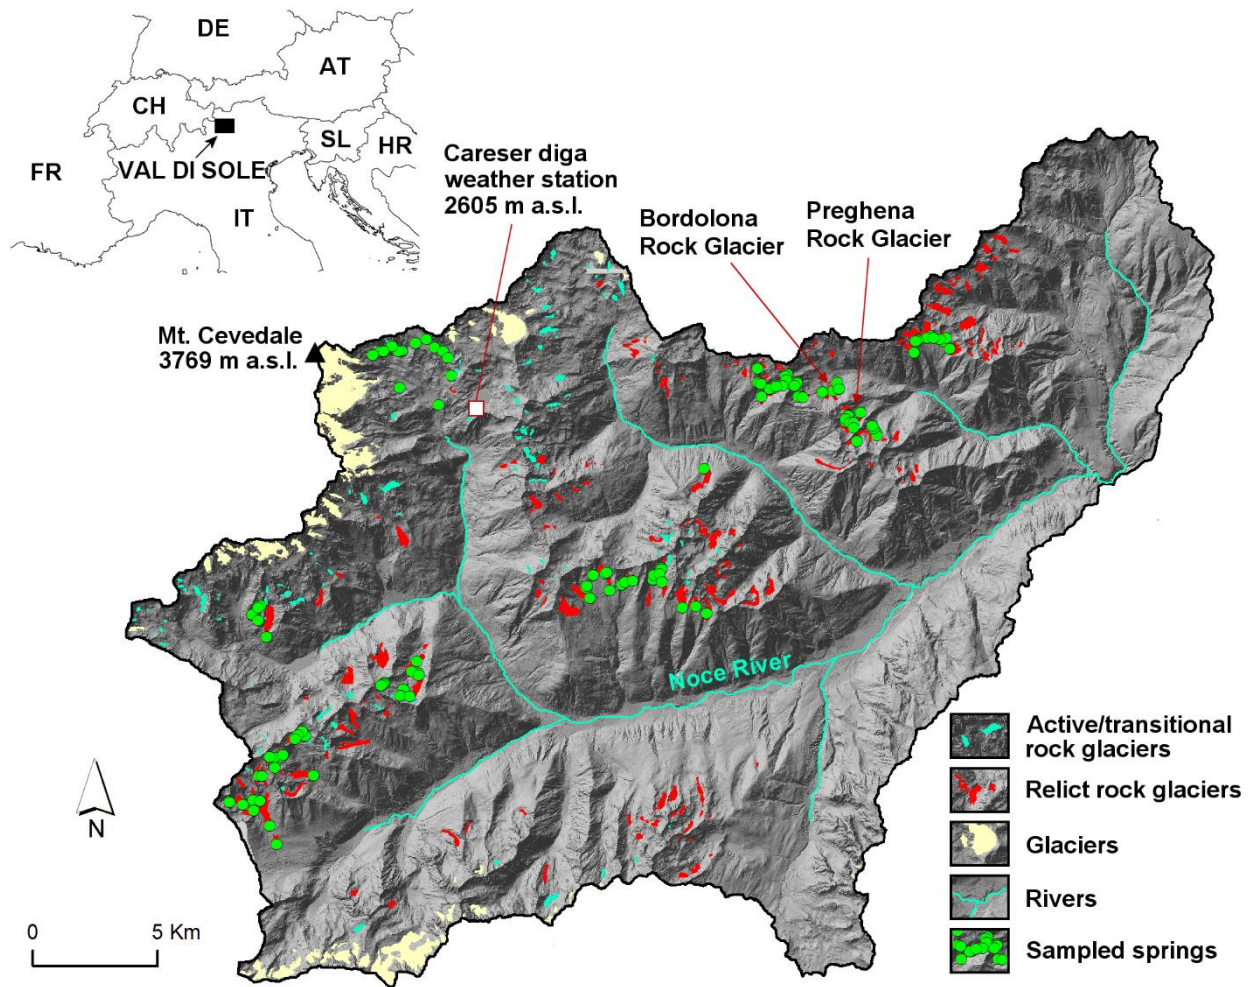 DE
AT
CH
SL
HR
FR
VAL DI SOLE
IT
Careser diga
weather station
2605 m a.s.l.
Bordolona
Rock Glacier
Preghena
Rock Glacier
Mt. Cevedale
3769 m a.s.l.
Noce River
N
0 5 Km
Active/transitional
rock glaciers
Relict rock glaciers
Glaciers
Rivers
Sampled springs